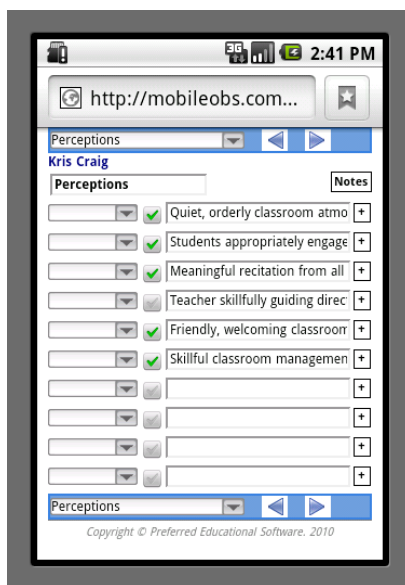 3G 2:41 PM
http://mobileobs.com...
Perceptions
Kris Craig
Perceptions Notes
Quiet, orderly classroom atmo +
Students appropriately engage +
Meaningful recitation from all +
Teacher skillfully guiding direc +
Friendly, welcoming classroom +
Skillful classroom managemen +
+
+
+
+
Perceptions
Copyright © Preferred Educational Software. 2010